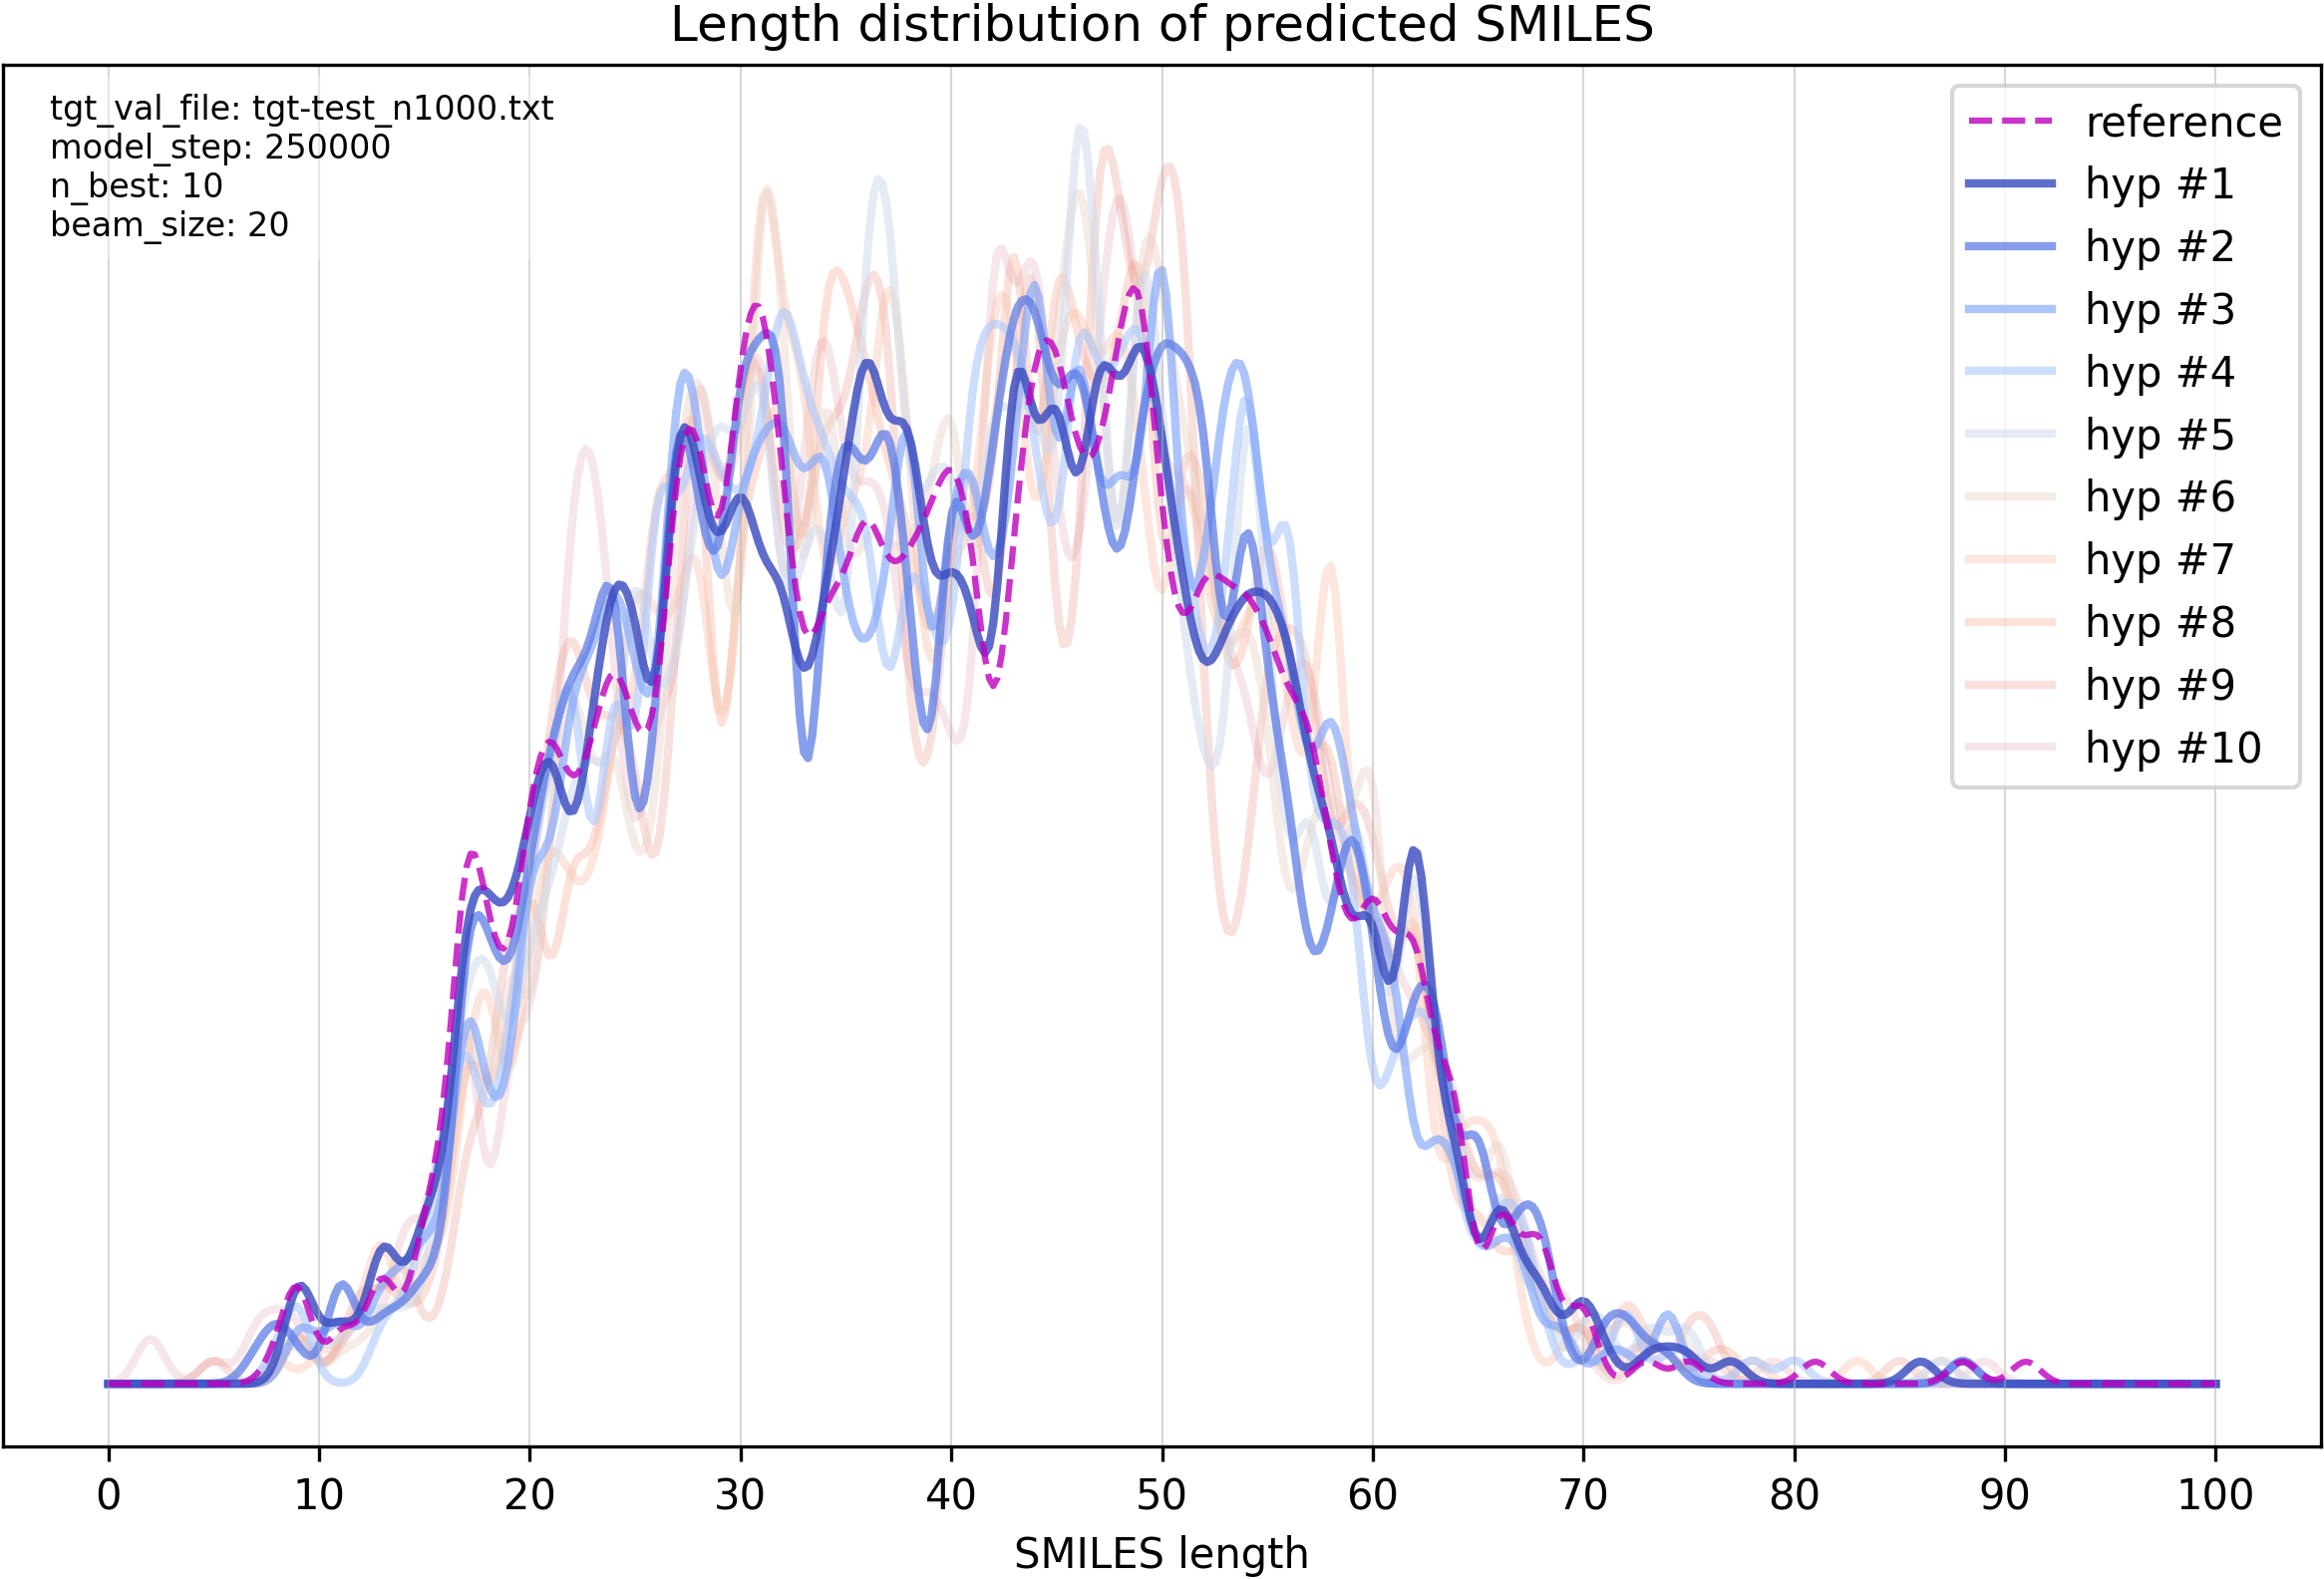 Length distribution of predicted SMILES
tgt_val_file: tgt-test_n1000.txt
model_step: 250000
n_best: 10
beam_size: 20
reference
hyp #1
hyp #2
hyp #3
hyp #4
hyp #5
hyp #6
hyp #7
hyp #8
hyp #9
hyp #10
0 10 20 30 40 50 60 70 80 90 100
SMILES length